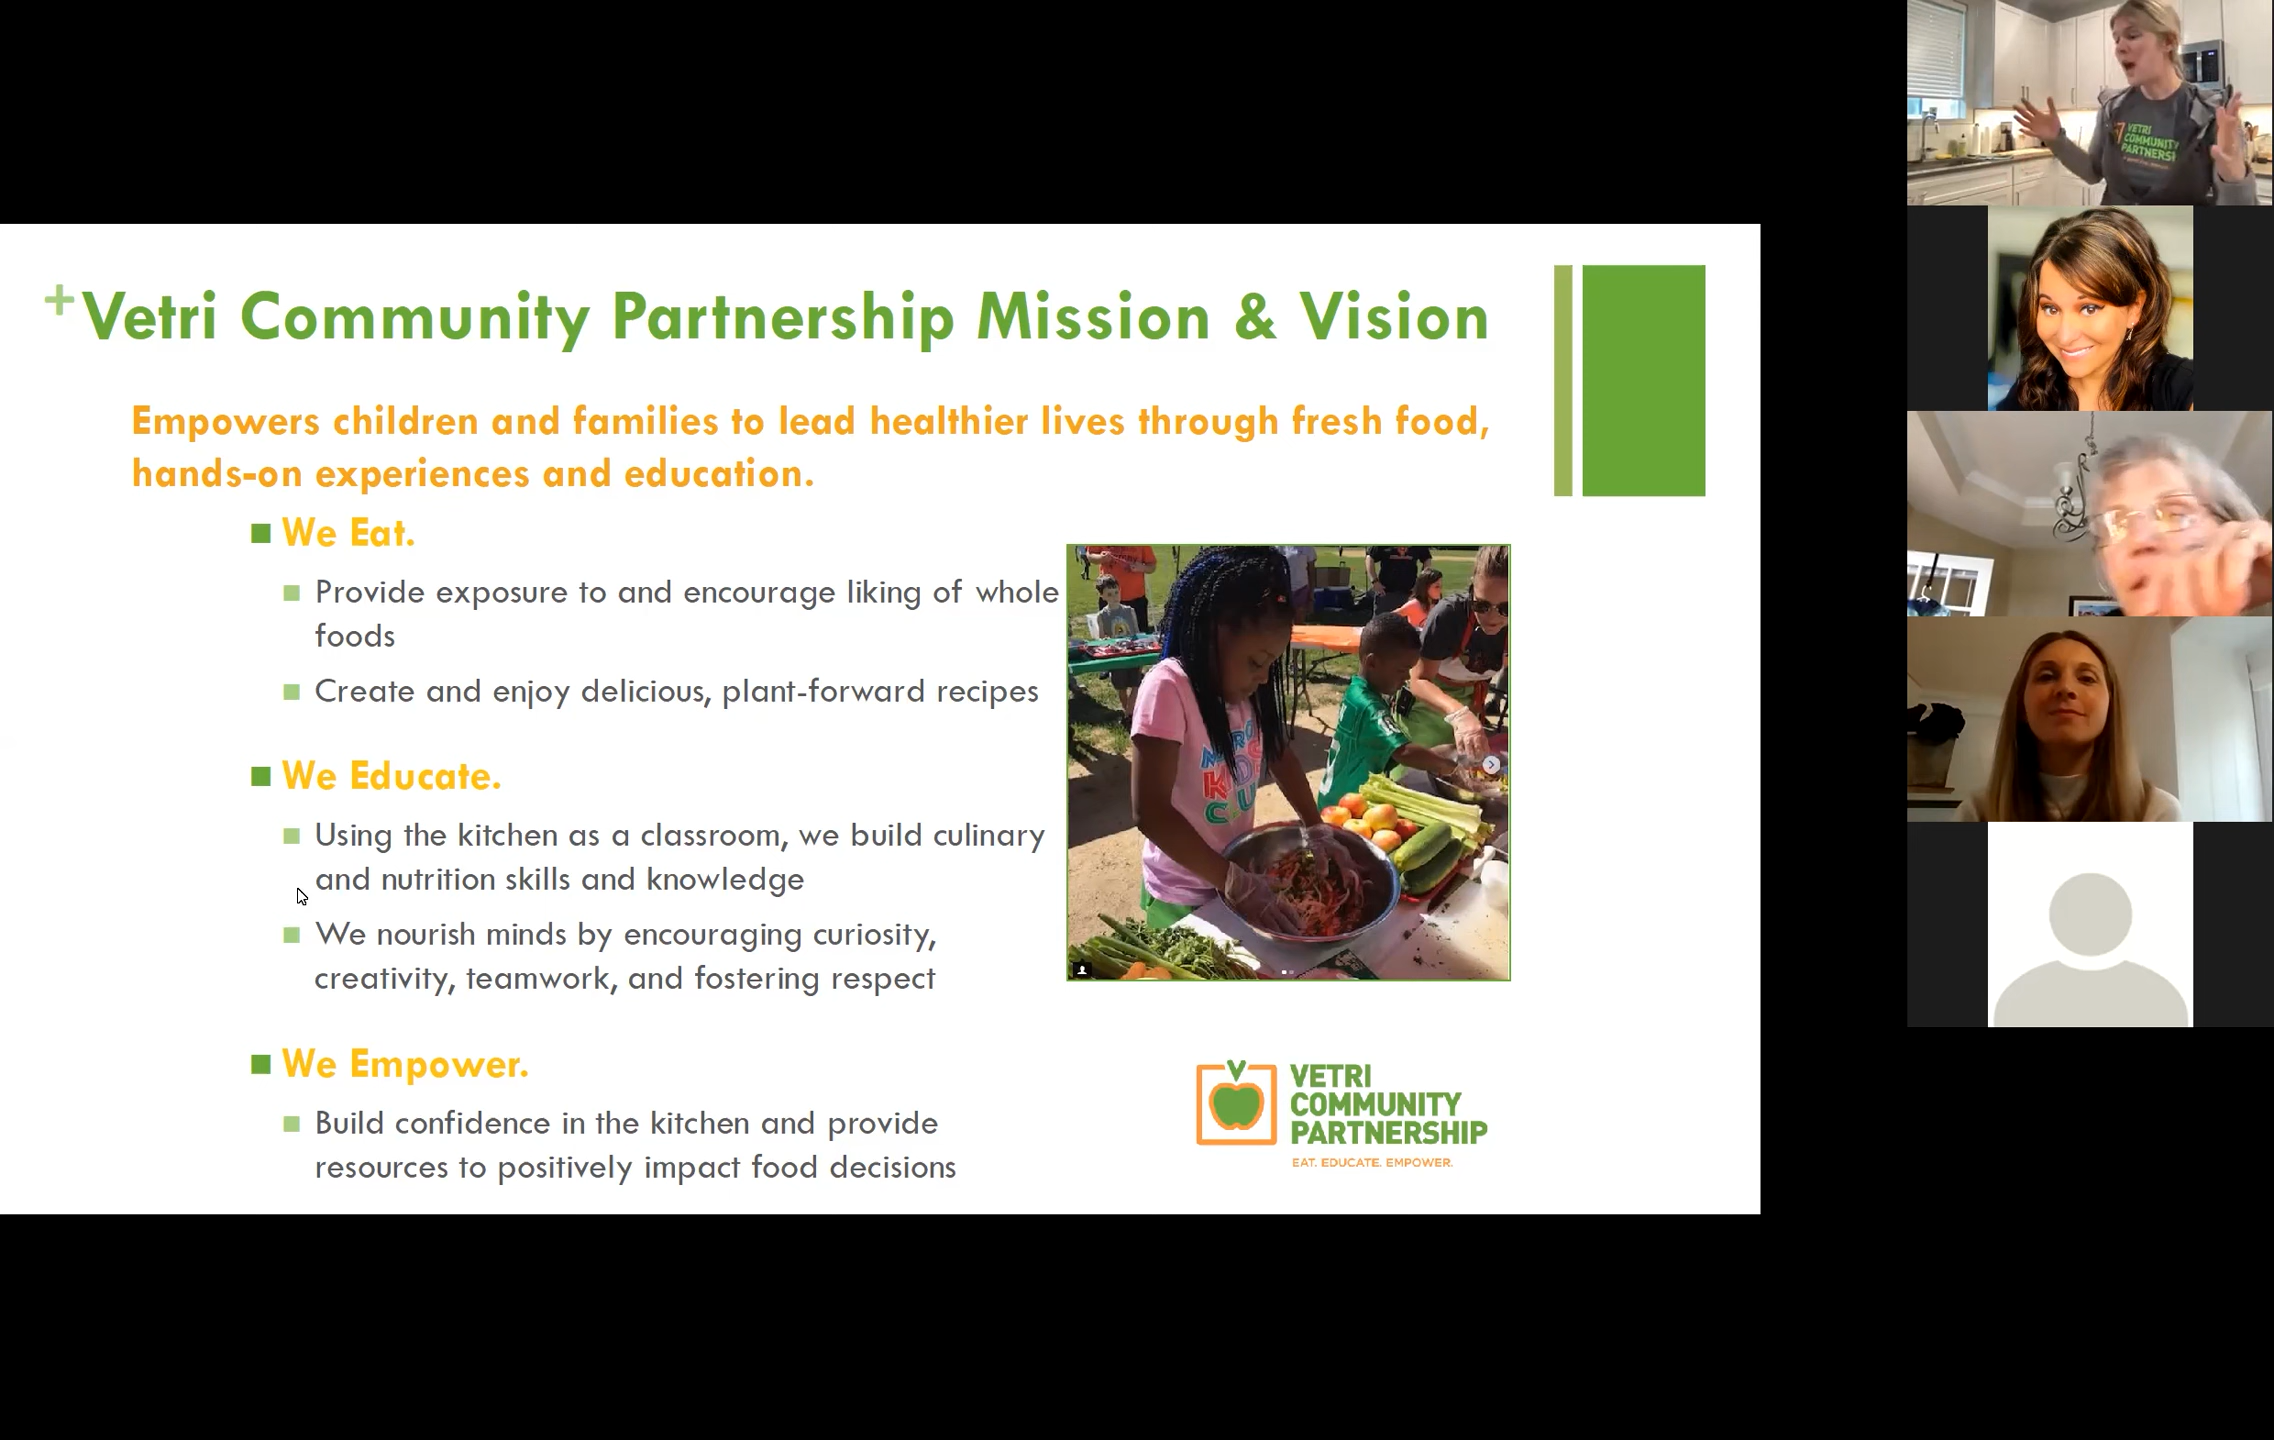 +
Vetri Community Partnership Mission & Vision
Empowers children and families to lead healthier lives through fresh food,
hands-on experiences and education.
We Eat.
Provide exposure to and encourage liking of whole
foods
Create and enjoy delicious, plant-forward recipes
We Educate.
Using the kitchen as a classroom, we build culinary
and nutrition skills and knowledge
We nourish minds by encouraging curiosity,
creativity, teamwork, and fostering respect
We Empower.
Build confidence in the kitchen and provide
resources to positively impact food decisions
KIDS
VETRI
COMMUNITY
PARTNERSHIP
EAT. EDUCATE. EMPOWER.
VETRI
COMMUNITY
PARTNERS